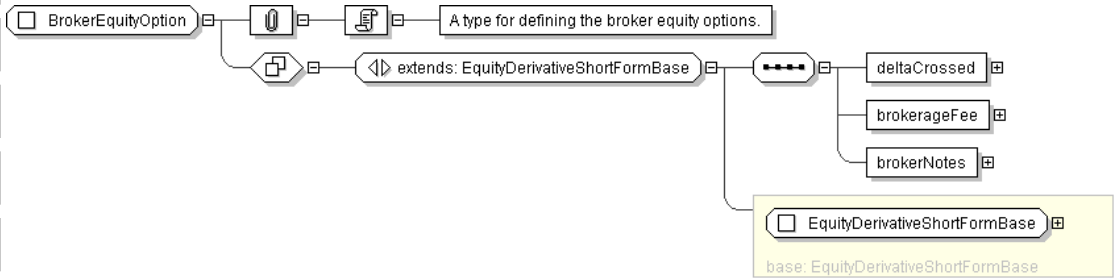 BrokerEquityOption
A type for defining the broker equity options.
extends: EquityDerivativeShortFormBase
deltaCrossed
brokerageFee
brokerNotes
EquityDerivativeShortFormBase
base: EquityDerivativeShortFormBase